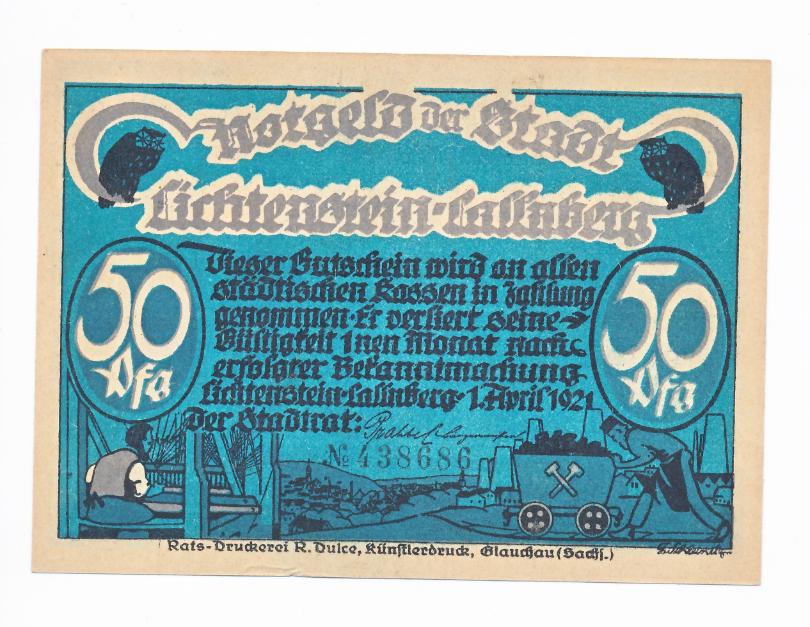 Notgeld der Stadt
Lichtenstein-Callnberg
50
Pfg
50
Pfg
Dieser Gutschein wird an allen
städtischen Kassen in Zahlung
genommen. Er verliert seine
Gültigkeit 1nen Monat nach
erfolgter Bekanntmachung
Lichtenstein-Callnberg. 1. April 1921
Der Stadtrat:
№ 438686
Rats-Druckerei R. Dulce, Künstlerdruck, Glauchau (Sachs.)